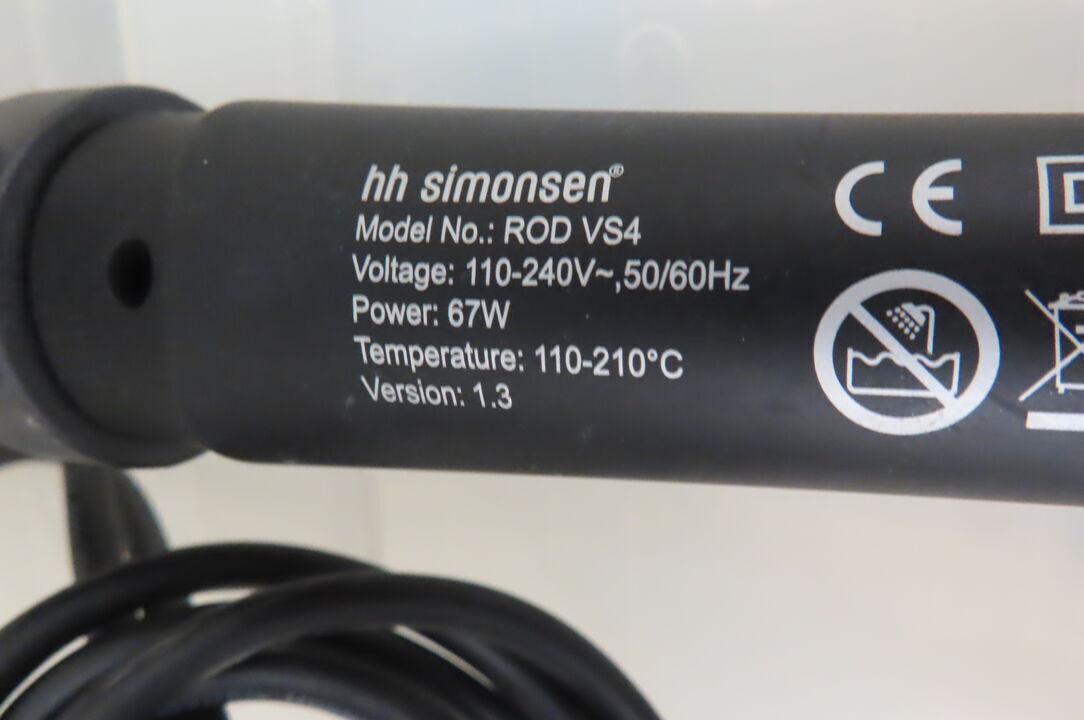 hh simonsen®
Model No.: ROD VS4
Voltage: 110-240V~,50/60Hz
Power: 67W
Temperature: 110-210°C
Version: 1.3
CE